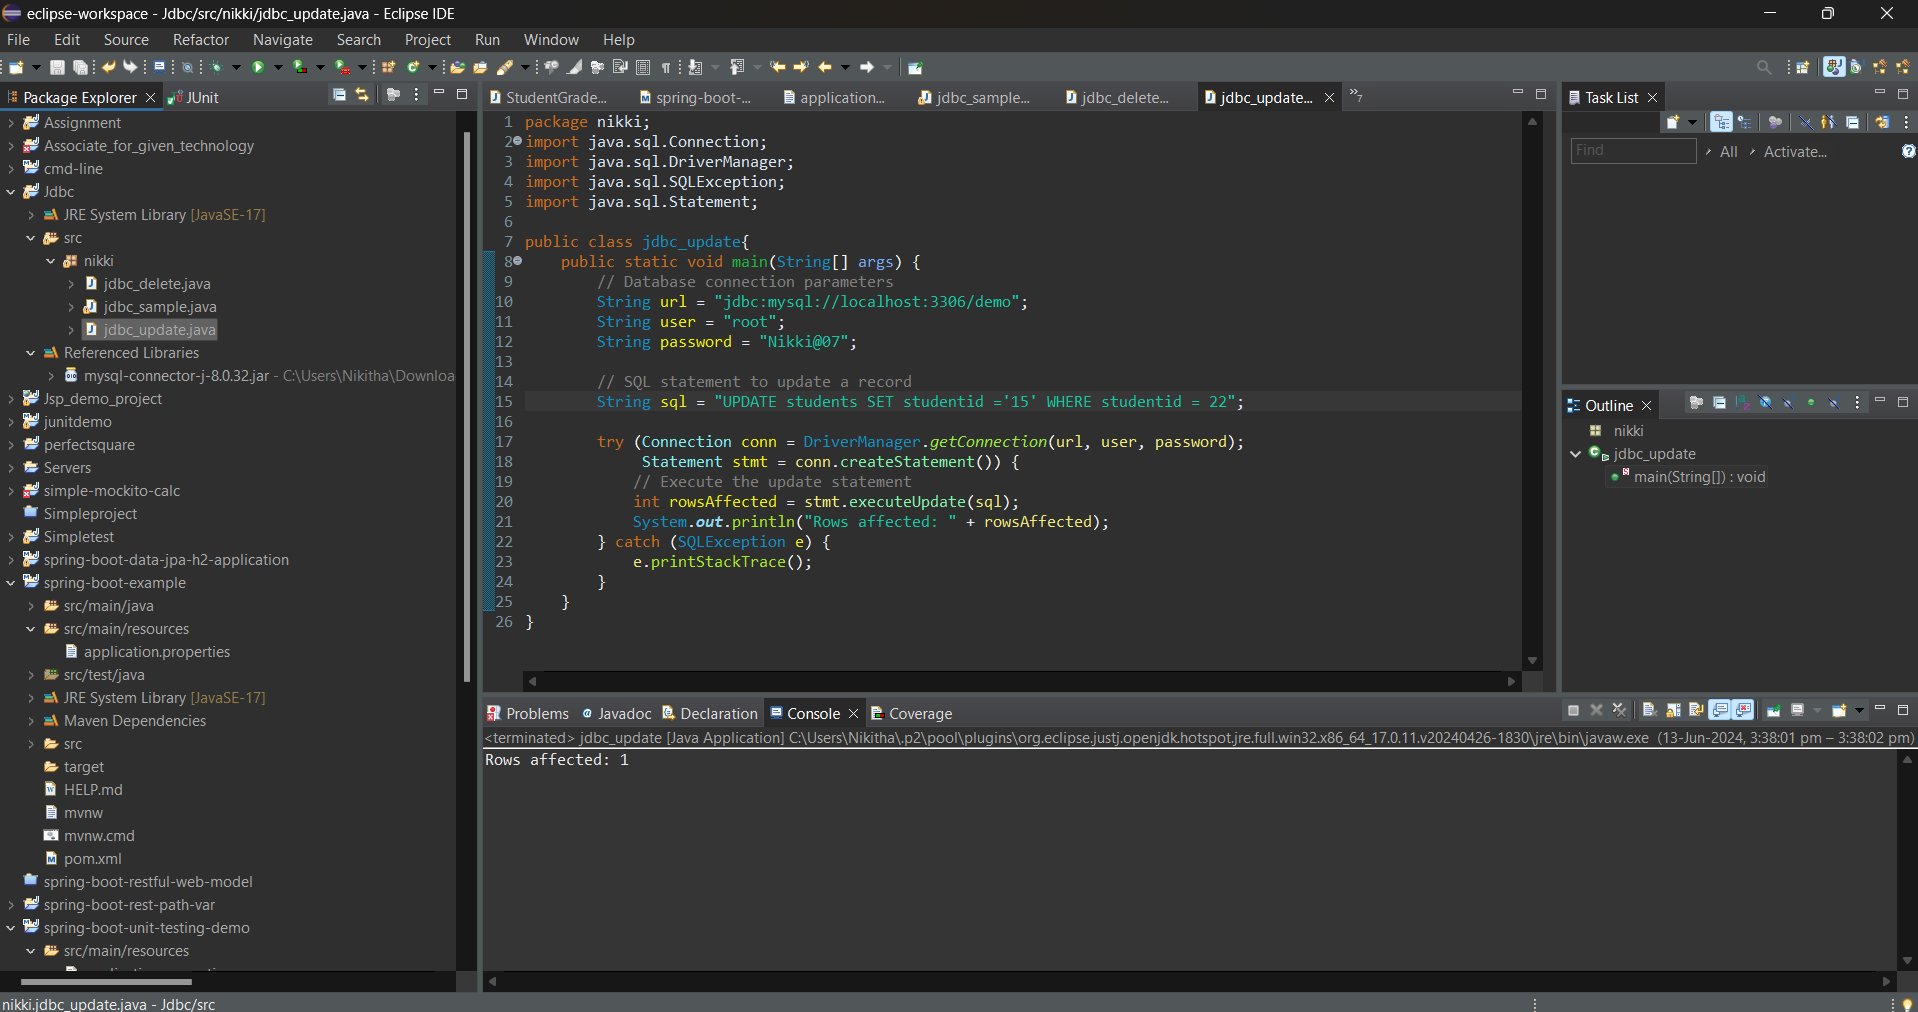 eclipse-workspace - Jdbc/src/nikki/jdbc_update.java - Eclipse IDE
File Edit Source Refactor Navigate Search Project Run Window Help
Package Explorer JUnit
Assignment
Associate_for_given_technology
cmd-line
Jdbc
JRE System Library [JavaSE-17]
src
nikki
jdbc_delete.java
jdbc_sample.java
jdbc_update.java
Referenced Libraries
mysql-connector-j-8.0.32.jar - C:\Users\Nikitha\Downloa
Jsp_demo_project
junitdemo
perfectsquare
Servers
simple-mockito-calc
Simpleproject
Simpletest
spring-boot-data-jpa-h2-application
spring-boot-example
src/main/java
src/main/resources
application.properties
src/test/java
JRE System Library [JavaSE-17]
Maven Dependencies
src
target
HELP.md
mvnw
mvnw.cmd
pom.xml
spring-boot-restful-web-model
spring-boot-rest-path-var
spring-boot-unit-testing-demo
src/main/resources
StudentGrade... spring-boot-... application... jdbc_sample... jdbc_delete... jdbc_update... »7
1 package nikki;
2 import java.sql.Connection;
3 import java.sql.DriverManager;
4 import java.sql.SQLException;
5 import java.sql.Statement;
6
7 public class jdbc_update{
8 public static void main(String[] args) {
9 // Database connection parameters
10 String url = "jdbc:mysql://localhost:3306/demo";
11 String user = "root";
12 String password = "Nikki@07";
13
14 // SQL statement to update a record
15 String sql = "UPDATE students SET studentid ='15' WHERE studentid = 22";
16
17 try (Connection conn = DriverManager.getConnection(url, user, password);
18 Statement stmt = conn.createStatement()) {
19 // Execute the update statement
20 int rowsAffected = stmt.executeUpdate(sql);
21 System.out.println("Rows affected: " + rowsAffected);
22 } catch (SQLException e) {
23 e.printStackTrace();
24 }
25 }
26 }
Problems Javadoc Declaration Console Coverage
<terminated> jdbc_update [Java Application] C:\Users\Nikitha\.p2\pool\plugins\org.eclipse.justj.openjdk.hotspot.jre.full.win32.x86_64_17.0.11.v20240426-1830\jre\bin\javaw.exe (13-Jun-2024, 3:38:01 pm – 3:38:02 pm)
Rows affected: 1
Task List
Find All Activate...
Outline
nikki
jdbc_update
main(String[]) : void
nikki.jdbc_update.java - Jdbc/src